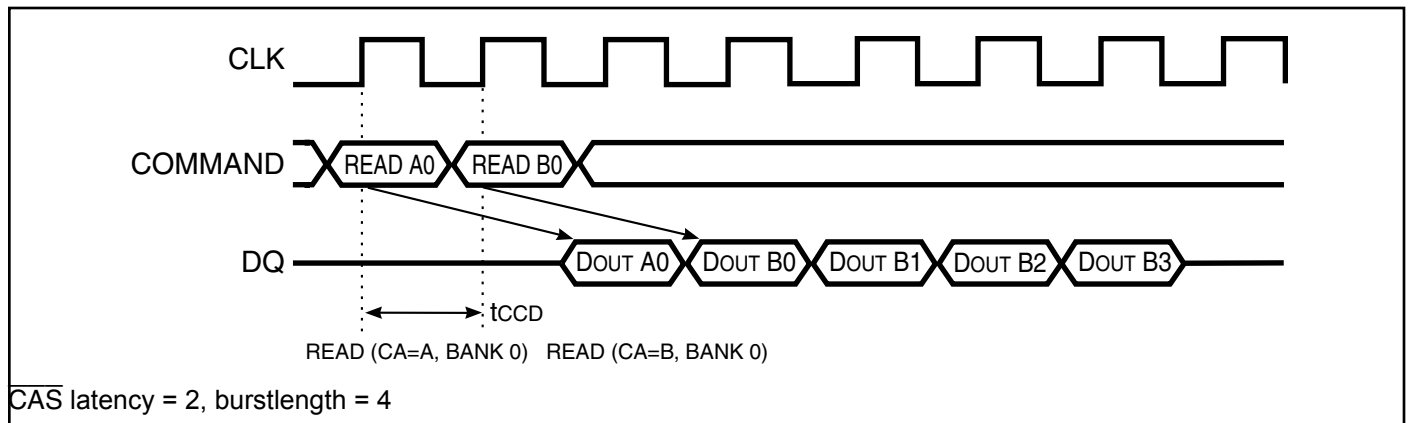 CLK
COMMAND READ A0 READ B0
DQ DOUT A0 DOUT B0 DOUT B1 DOUT B2 DOUT B3
tCCD
READ (CA=A, BANK 0) READ (CA=B, BANK 0)
C̅A̅S̅ latency = 2, burstlength = 4